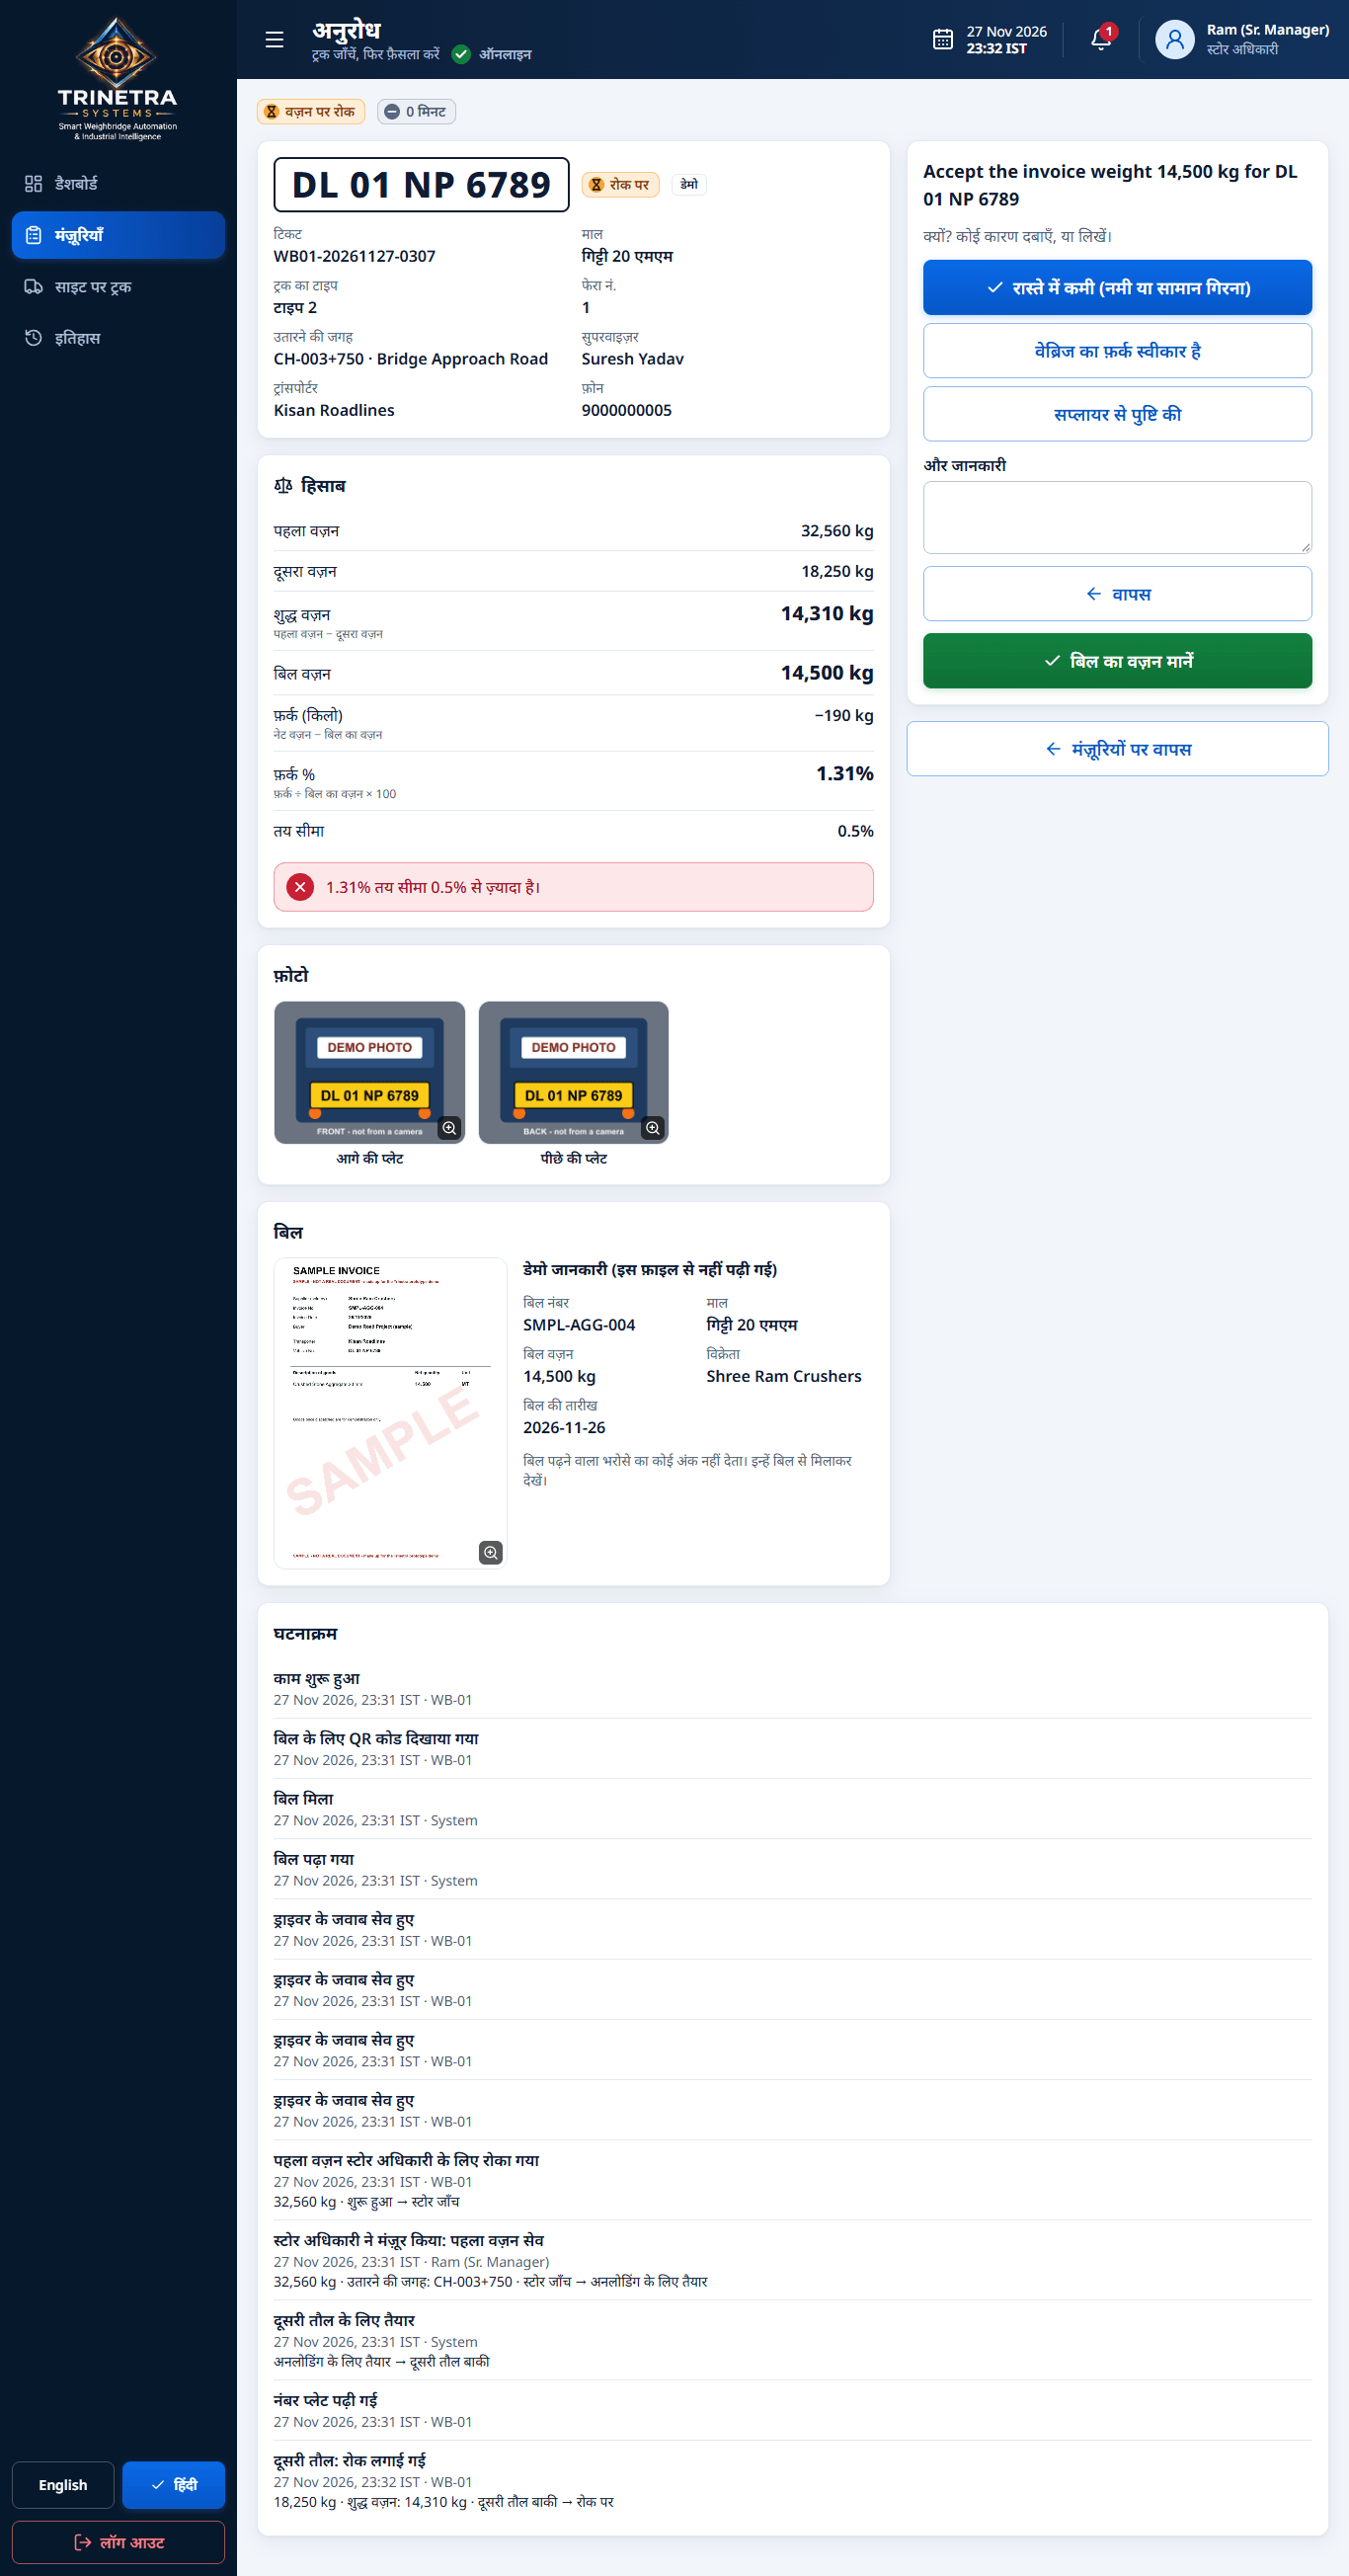 TRINETRA
SYSTEMS
Smart Weighbridge Automation
& Industrial Intelligence
डैशबोर्ड
मंज़ूरियाँ
साइट पर ट्रक
इतिहास
English
हिंदी
लॉग आउट
अनुरोध
ट्रक जाँचें, फिर फ़ैसला करें
ऑनलाइन
27 Nov 2026
23:32 IST
1
Ram (Sr. Manager)
स्टोर अधिकारी
वज़न पर रोक
0 मिनट
DL 01 NP 6789
रोक पर
डेमो
टिकट
WB01-20261127-0307
माल
गिट्टी 20 एमएम
ट्रक का टाइप
टाइप 2
फेरा नं.
1
उतारने की जगह
CH-003+750 · Bridge Approach Road
सुपरवाइज़र
Suresh Yadav
ट्रांसपोर्टर
Kisan Roadlines
फ़ोन
9000000005
हिसाब
पहला वज़न
32,560 kg
दूसरा वज़न
18,250 kg
शुद्ध वज़न
14,310 kg
पहला वज़न − दूसरा वज़न
बिल वज़न
14,500 kg
फ़र्क (किलो)
−190 kg
नेट वज़न − बिल का वज़न
फ़र्क %
1.31%
फ़र्क ÷ बिल का वज़न × 100
तय सीमा
0.5%
1.31% तय सीमा 0.5% से ज़्यादा है।
फ़ोटो
DEMO PHOTO
DL 01 NP 6789
FRONT - not from a camera
आगे की प्लेट
DEMO PHOTO
DL 01 NP 6789
BACK - not from a camera
पीछे की प्लेट
बिल
SAMPLE INVOICE
SAMPLE
डेमो जानकारी (इस फ़ाइल से नहीं पढ़ी गई)
बिल नंबर
SMPL-AGG-004
माल
गिट्टी 20 एमएम
बिल वज़न
14,500 kg
विक्रेता
Shree Ram Crushers
बिल की तारीख
2026-11-26
बिल पढ़ने वाला भरोसे का कोई अंक नहीं देता। इन्हें बिल से मिलाकर
देखें।
Accept the invoice weight 14,500 kg for DL
01 NP 6789
क्यों? कोई कारण दबाएँ, या लिखें।
रास्ते में कमी (नमी या सामान गिरना)
वेब्रिज का फ़र्क स्वीकार है
सप्लायर से पुष्टि की
और जानकारी
वापस
बिल का वज़न मानें
मंज़ूरियों पर वापस
घटनाक्रम
काम शुरू हुआ
27 Nov 2026, 23:31 IST · WB-01
बिल के लिए QR कोड दिखाया गया
27 Nov 2026, 23:31 IST · WB-01
बिल मिला
27 Nov 2026, 23:31 IST · System
बिल पढ़ा गया
27 Nov 2026, 23:31 IST · System
ड्राइवर के जवाब सेव हुए
27 Nov 2026, 23:31 IST · WB-01
ड्राइवर के जवाब सेव हुए
27 Nov 2026, 23:31 IST · WB-01
ड्राइवर के जवाब सेव हुए
27 Nov 2026, 23:31 IST · WB-01
ड्राइवर के जवाब सेव हुए
27 Nov 2026, 23:31 IST · WB-01
पहला वज़न स्टोर अधिकारी के लिए रोका गया
27 Nov 2026, 23:31 IST · WB-01
32,560 kg · शुरू हुआ → स्टोर जाँच
स्टोर अधिकारी ने मंज़ूर किया: पहला वज़न सेव
27 Nov 2026, 23:31 IST · Ram (Sr. Manager)
32,560 kg · उतारने की जगह: CH-003+750 · स्टोर जाँच → अनलोडिंग के लिए तैयार
दूसरी तौल के लिए तैयार
27 Nov 2026, 23:31 IST · System
अनलोडिंग के लिए तैयार → दूसरी तौल बाकी
नंबर प्लेट पढ़ी गई
27 Nov 2026, 23:31 IST · WB-01
दूसरी तौल: रोक लगाई गई
27 Nov 2026, 23:32 IST · WB-01
18,250 kg · शुद्ध वज़न: 14,310 kg · दूसरी तौल बाकी → रोक पर